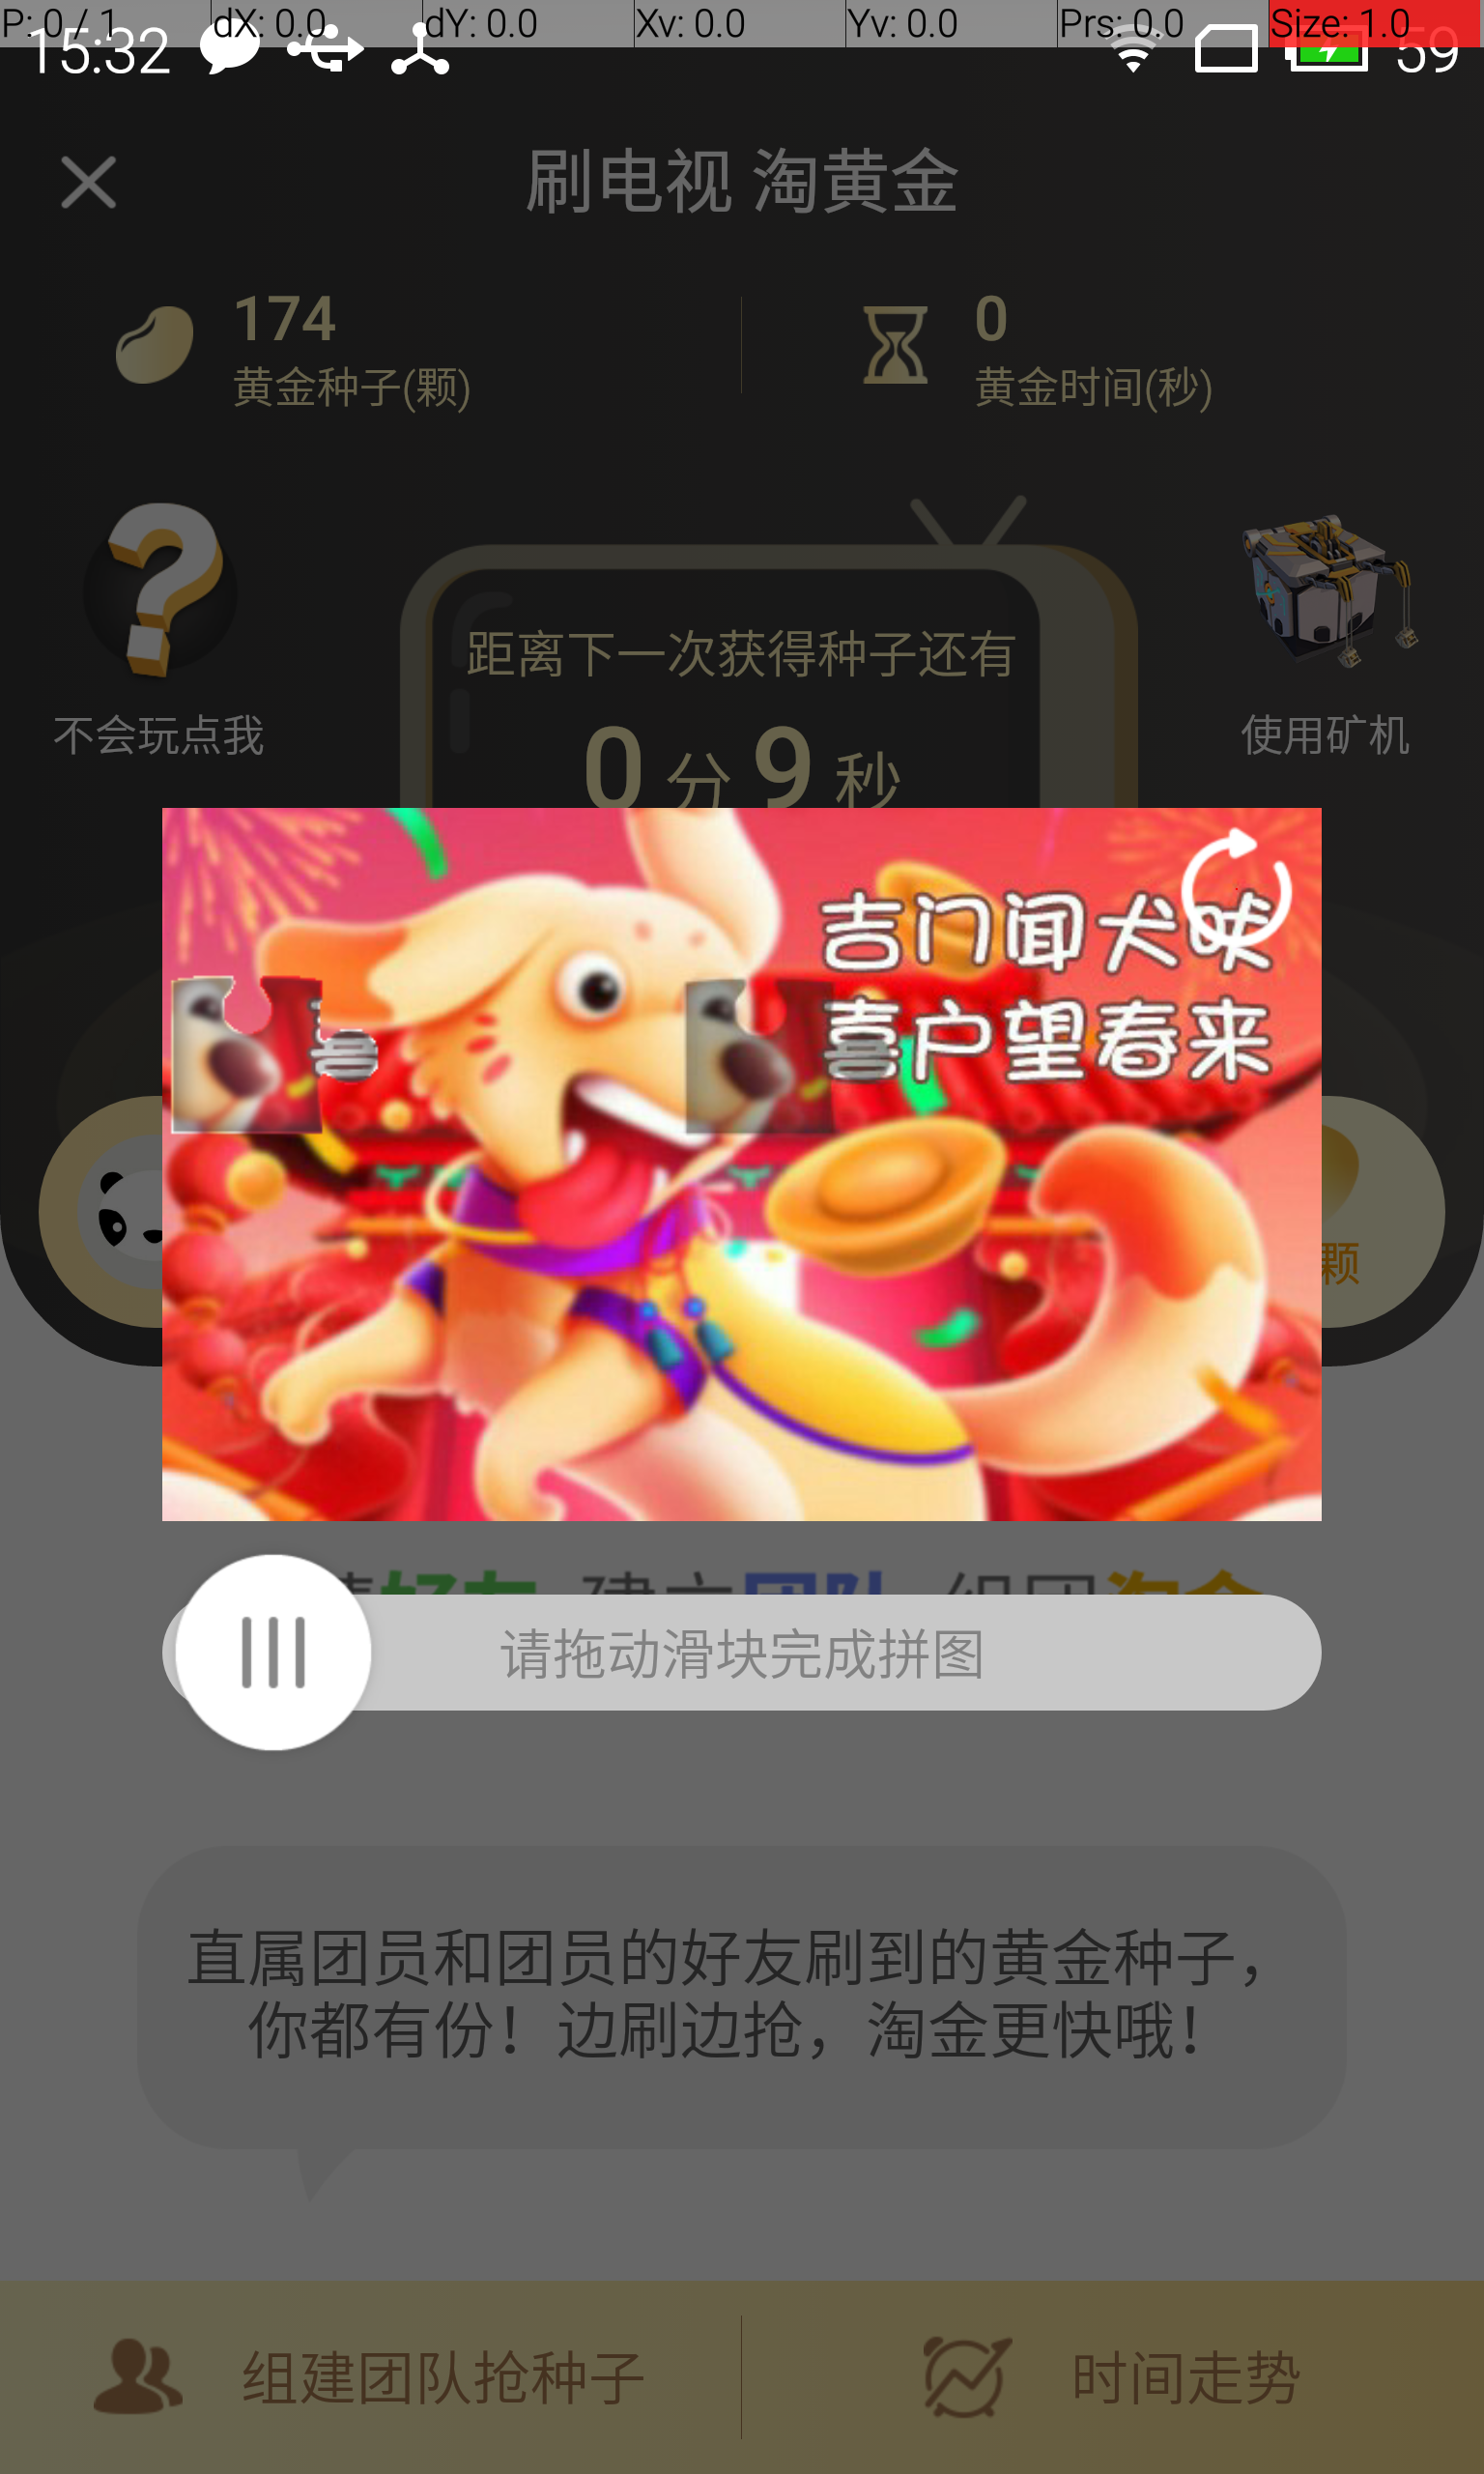 P: 0 / 1 dX: 0.0 dY: 0.0 Xv: 0.0 Yv: 0.0 Prs: 0.0 Size: 1.0
15:32 59
刷电视 淘黄金
174 0
黄金种子(颗) 黄金时间(秒)
距离下一次获得种子还有
不会玩点我 0 分 9 秒 使用矿机
吉门闻犬吠
喜户望春来
颗
请拖动滑块完成拼图
直属团员和团员的好友刷到的黄金种子，
你都有份！边刷边抢，淘金更快哦！
组建团队抢种子 时间走势